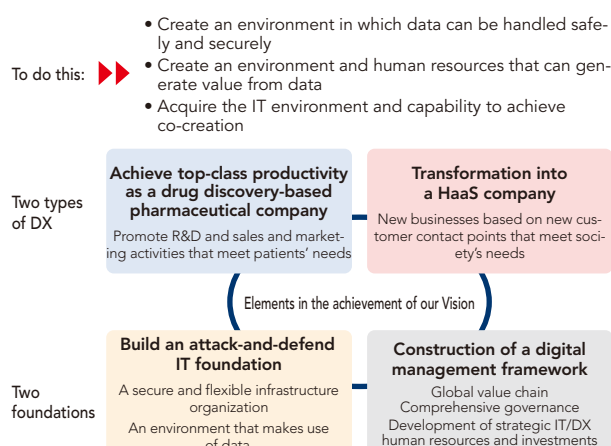 • Create an environment in which data can be handled safe-
ly and securely
To do this:
• Create an environment and human resources that can gen-
erate value from data
• Acquire the IT environment and capability to achieve
co-creation
Two types
of DX
Achieve top-class productivity
as a drug discovery-based
pharmaceutical company
Promote R&D and sales and market-
ing activities that meet patients' needs
Transformation into
a HaaS company
New businesses based on new cus-
tomer contact points that meet soci-
ety's needs
Elements in the achievement of our Vision
Two
foundations
Build an attack-and-defend
IT foundation
A secure and flexible infrastructure
organization
An environment that makes use
of data
Construction of a digital
management framework
Global value chain
Comprehensive governance
Development of strategic IT/DX
human resources and investments